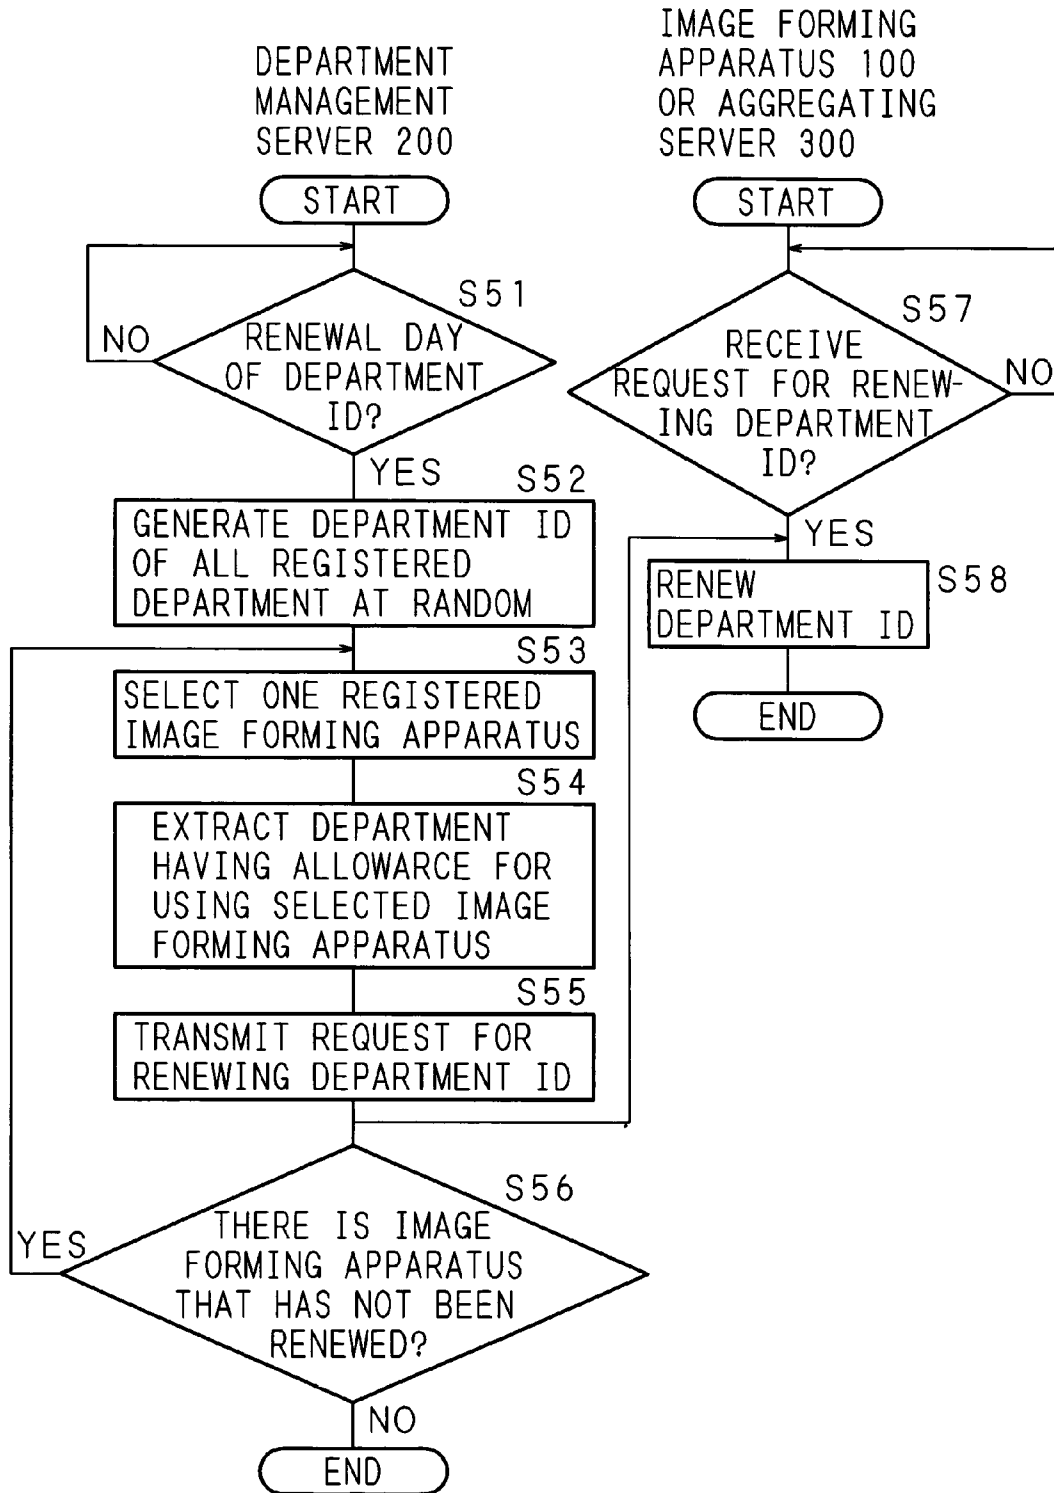 DEPARTMENT
MANAGEMENT
SERVER 200
START
S51
RENEWAL DAY
OF DEPARTMENT
ID?
NO
YES
S52
GENERATE DEPARTMENT ID
OF ALL REGISTERED
DEPARTMENT AT RANDOM
S53
SELECT ONE REGISTERED
IMAGE FORMING APPARATUS
S54
EXTRACT DEPARTMENT
HAVING ALLOWARCE FOR
USING SELECTED IMAGE
FORMING APPARATUS
S55
TRANSMIT REQUEST FOR
RENEWING DEPARTMENT ID
S56
THERE IS IMAGE
FORMING APPARATUS
THAT HAS NOT BEEN
RENEWED?
YES
NO
END
IMAGE FORMING
APPARATUS 100
OR AGGREGATING
SERVER 300
START
S57
RECEIVE
REQUEST FOR RENEW-
ING DEPARTMENT
ID?
NO
YES
S58
RENEW
DEPARTMENT ID
END